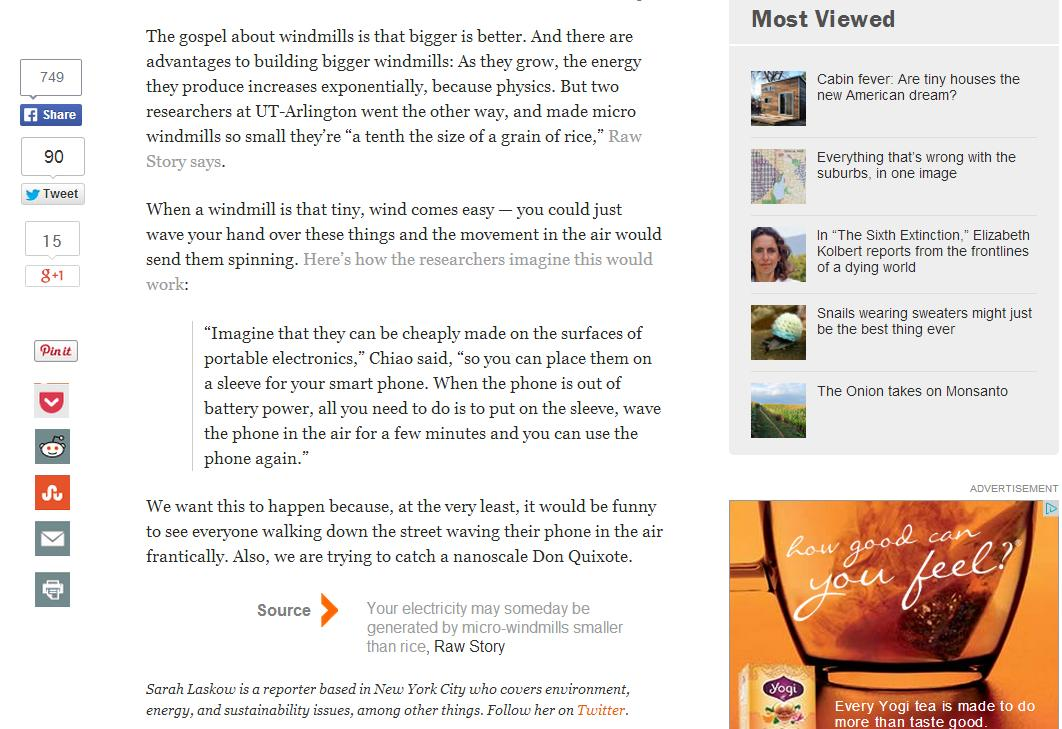 The gospel about windmills is that bigger is better. And there are
advantages to building bigger windmills: As they grow, the energy
they produce increases exponentially, because physics. But two
researchers at UT-Arlington went the other way, and made micro
windmills so small they’re “a tenth the size of a grain of rice,” Raw
Story says.
When a windmill is that tiny, wind comes easy — you could just
wave your hand over these things and the movement in the air would
send them spinning. Here’s how the researchers imagine this would
work:
“Imagine that they can be cheaply made on the surfaces of
portable electronics,” Chiao said, “so you can place them on
a sleeve for your smart phone. When the phone is out of
battery power, all you need to do is to put on the sleeve, wave
the phone in the air for a few minutes and you can use the
phone again.”
We want this to happen because, at the very least, it would be funny
to see everyone walking down the street waving their phone in the air
frantically. Also, we are trying to catch a nanoscale Don Quixote.
Source
Your electricity may someday be
generated by micro-windmills smaller
than rice, Raw Story
Sarah Laskow is a reporter based in New York City who covers environment,
energy, and sustainability issues, among other things. Follow her on Twitter.
749
Share
90
Tweet
15
g+1
Pin it
Most Viewed
Cabin fever: Are tiny houses the
new American dream?
Everything that’s wrong with the
suburbs, in one image
In “The Sixth Extinction,” Elizabeth
Kolbert reports from the frontlines
of a dying world
Snails wearing sweaters might just
be the best thing ever
The Onion takes on Monsanto
ADVERTISEMENT
how good can
you feel?
yogi
Every Yogi tea is made to do
more than taste good.